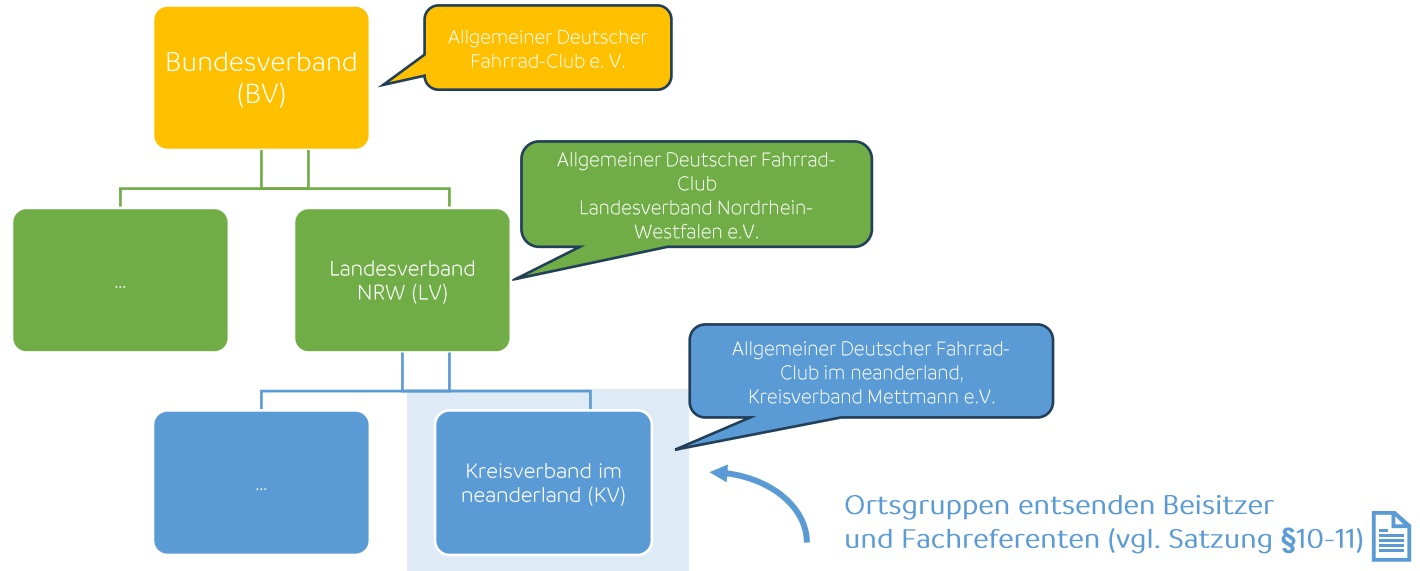 Bundesverband
(BV)
Allgemeiner Deutscher
Fahrrad-Club e. V.
Allgemeiner Deutscher Fahrrad-
Club
Landesverband Nordrhein-
Westfalen e.V.
...
Landesverband
NRW (LV)
Allgemeiner Deutscher Fahrrad-
Club im neanderland,
Kreisverband Mettmann e.V.
...
Kreisverband im
neanderland (KV)
Ortsgruppen entsenden Beisitzer
und Fachreferenten (vgl. Satzung §10-11)